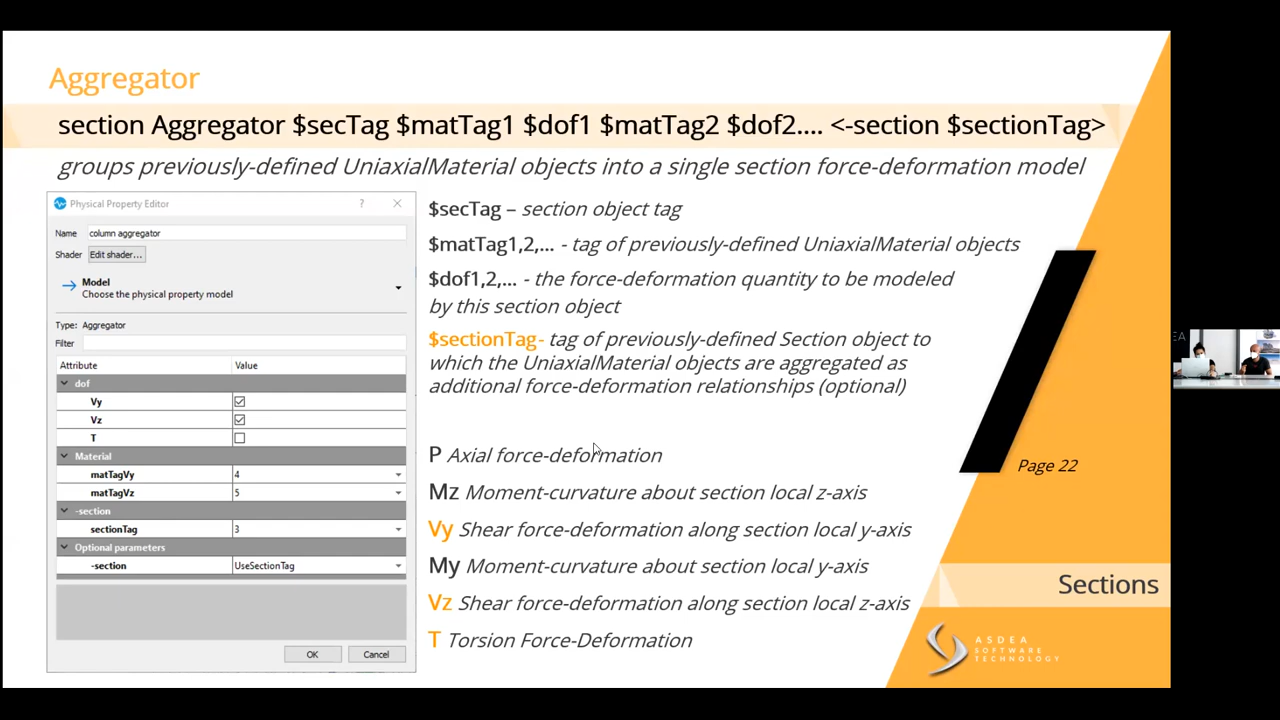 Aggregator
section Aggregator $secTag $matTag1 $dof1 $matTag2 $dof2.... <-section $sectionTag>
groups previously-defined UniaxialMaterial objects into a single section force-deformation model
Physical Property Editor
?
Name column aggregator
Shader Edit shader...
Model
Choose the physical property model
Type: Aggregator
Filter
Attribute Value
dof
Vy
Vz
T
Material
matTagVy 4
matTagVz 5
-section
sectionTag 3
Optional parameters
-section UseSectionTag
OK Cancel
$secTag – section object tag
$matTag1,2,... - tag of previously-defined UniaxialMaterial objects
$dof1,2,... - the force-deformation quantity to be modeled
by this section object
$sectionTag- tag of previously-defined Section object to
which the UniaxialMaterial objects are aggregated as
additional force-deformation relationships (optional)
P Axial force-deformation
Mz Moment-curvature about section local z-axis
Vy Shear force-deformation along section local y-axis
My Moment-curvature about section local y-axis
Vz Shear force-deformation along section local z-axis
T Torsion Force-Deformation
Page 22
Sections
ASDEA
SOFTWARE
TECHNOLOGY
EA